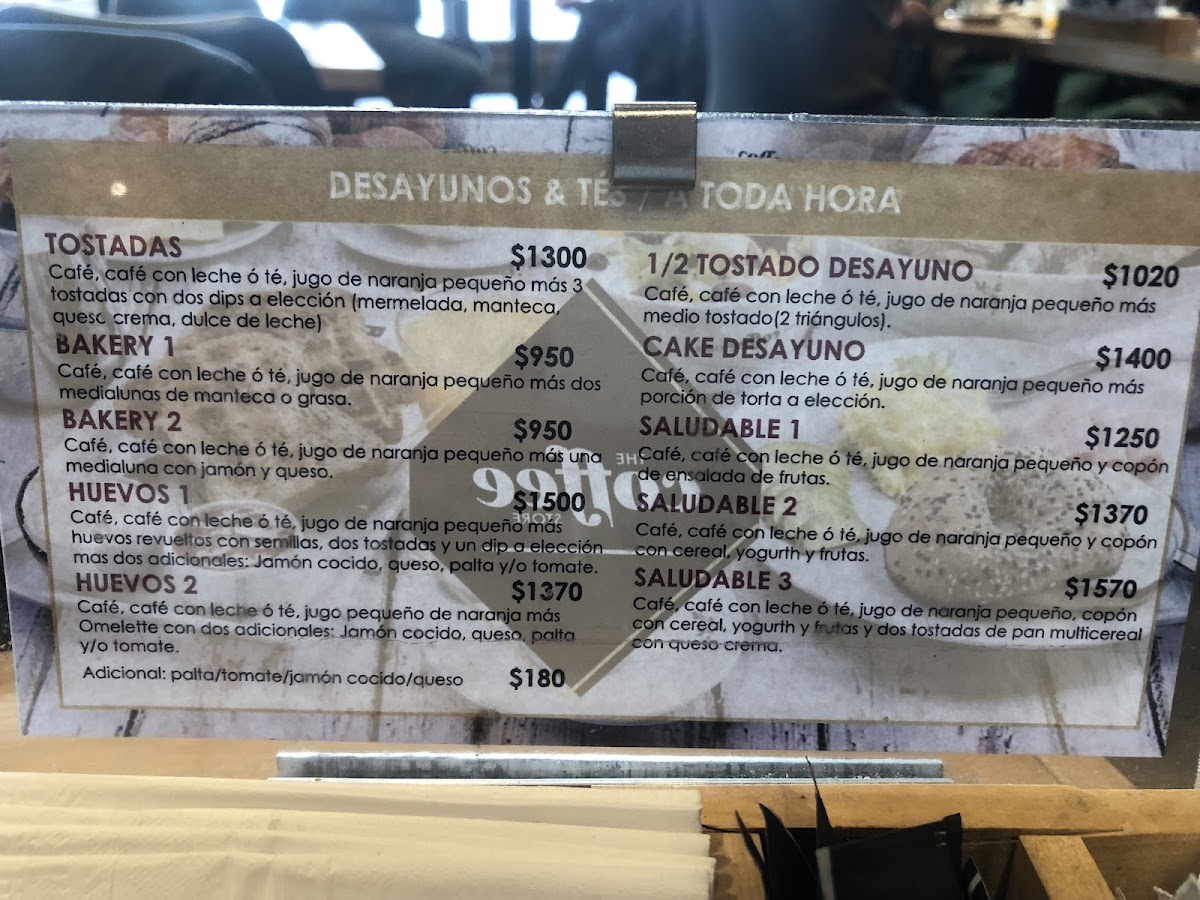 DESAYUNOS & TÉS / A TODA HORA
TOSTADAS $1300
Café, café con leche ó té, jugo de naranja pequeño más 3
tostadas con dos dips a elección (mermelada, manteca,
queso crema, dulce de leche)
BAKERY 1 $950
Café, café con leche ó té, jugo de naranja pequeño más dos
medialunas de manteca o grasa.
BAKERY 2 $950
Café, café con leche ó té, jugo de naranja pequeño más una
medialuna con jamón y queso.
HUEVOS 1 $1500
Café, café con leche ó té, jugo de naranja pequeño más
huevos revueltos con semillas, dos tostadas y un dip a elección
mas dos adicionales: Jamón cocido, queso, palta y/o tomate.
HUEVOS 2 $1370
Café, café con leche ó té, jugo pequeño de naranja más
Omelette con dos adicionales: Jamón cocido, queso, palta
y/o tomate.
Adicional: palta/tomate/jamón cocido/queso $180
1/2 TOSTADO DESAYUNO $1020
Café, café con leche ó té, jugo de naranja pequeño más
medio tostado(2 triángulos).
CAKE DESAYUNO $1400
Café, café con leche ó té, jugo de naranja pequeño más
porción de torta a elección.
SALUDABLE 1 $1250
Café, café con leche ó té, jugo de naranja pequeño y copón
de ensalada de frutas.
SALUDABLE 2 $1370
Café, café con leche ó té, jugo de naranja pequeño y copón
con cereal, yogurth y frutas.
SALUDABLE 3 $1570
Café, café con leche ó té, jugo de naranja pequeño, copón
con cereal, yogurth y frutas y dos tostadas de pan multicereal
con queso crema.
THE
coffee
STORE